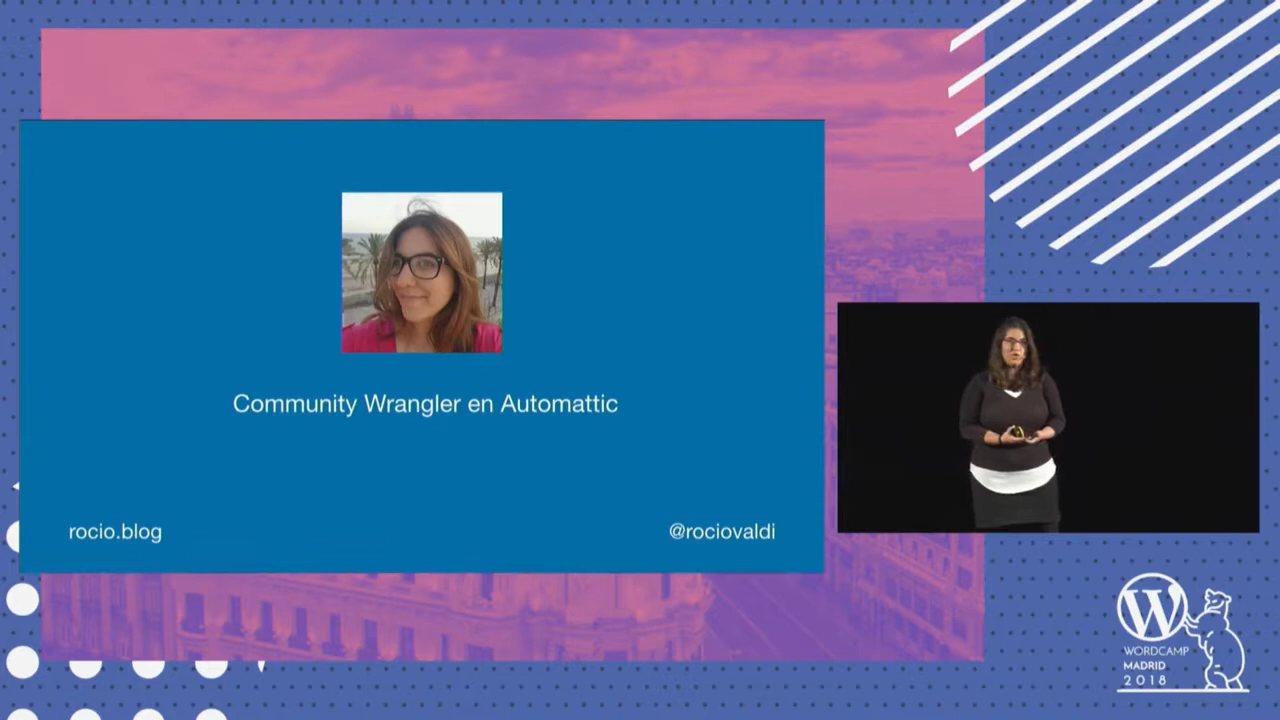 Community Wrangler en Automattic
rocio.blog
@rociovaldi
WORDCAMP
MADRID
2018